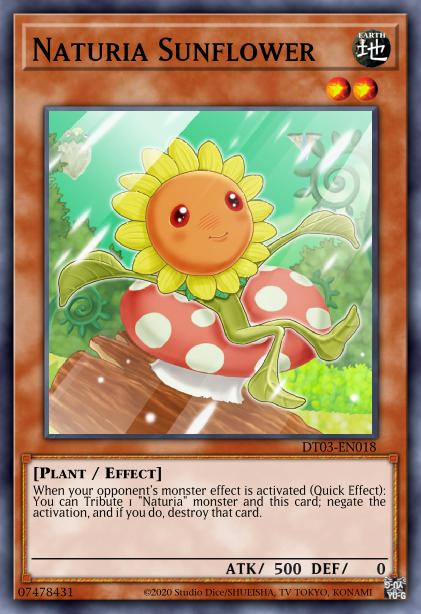 NATURIA SUNFLOWER
EARTH
地
DT03-EN018
[PLANT / EFFECT]
When your opponent's monster effect is activated (Quick Effect):
You can Tribute 1 "Naturia" monster and this card; negate
the activation, and if you do, destroy that card.
ATK/ 500 DEF/ 0
07478431
©2020 Studio Dice/SHUEISHA, TV TOKYO, KONAMI